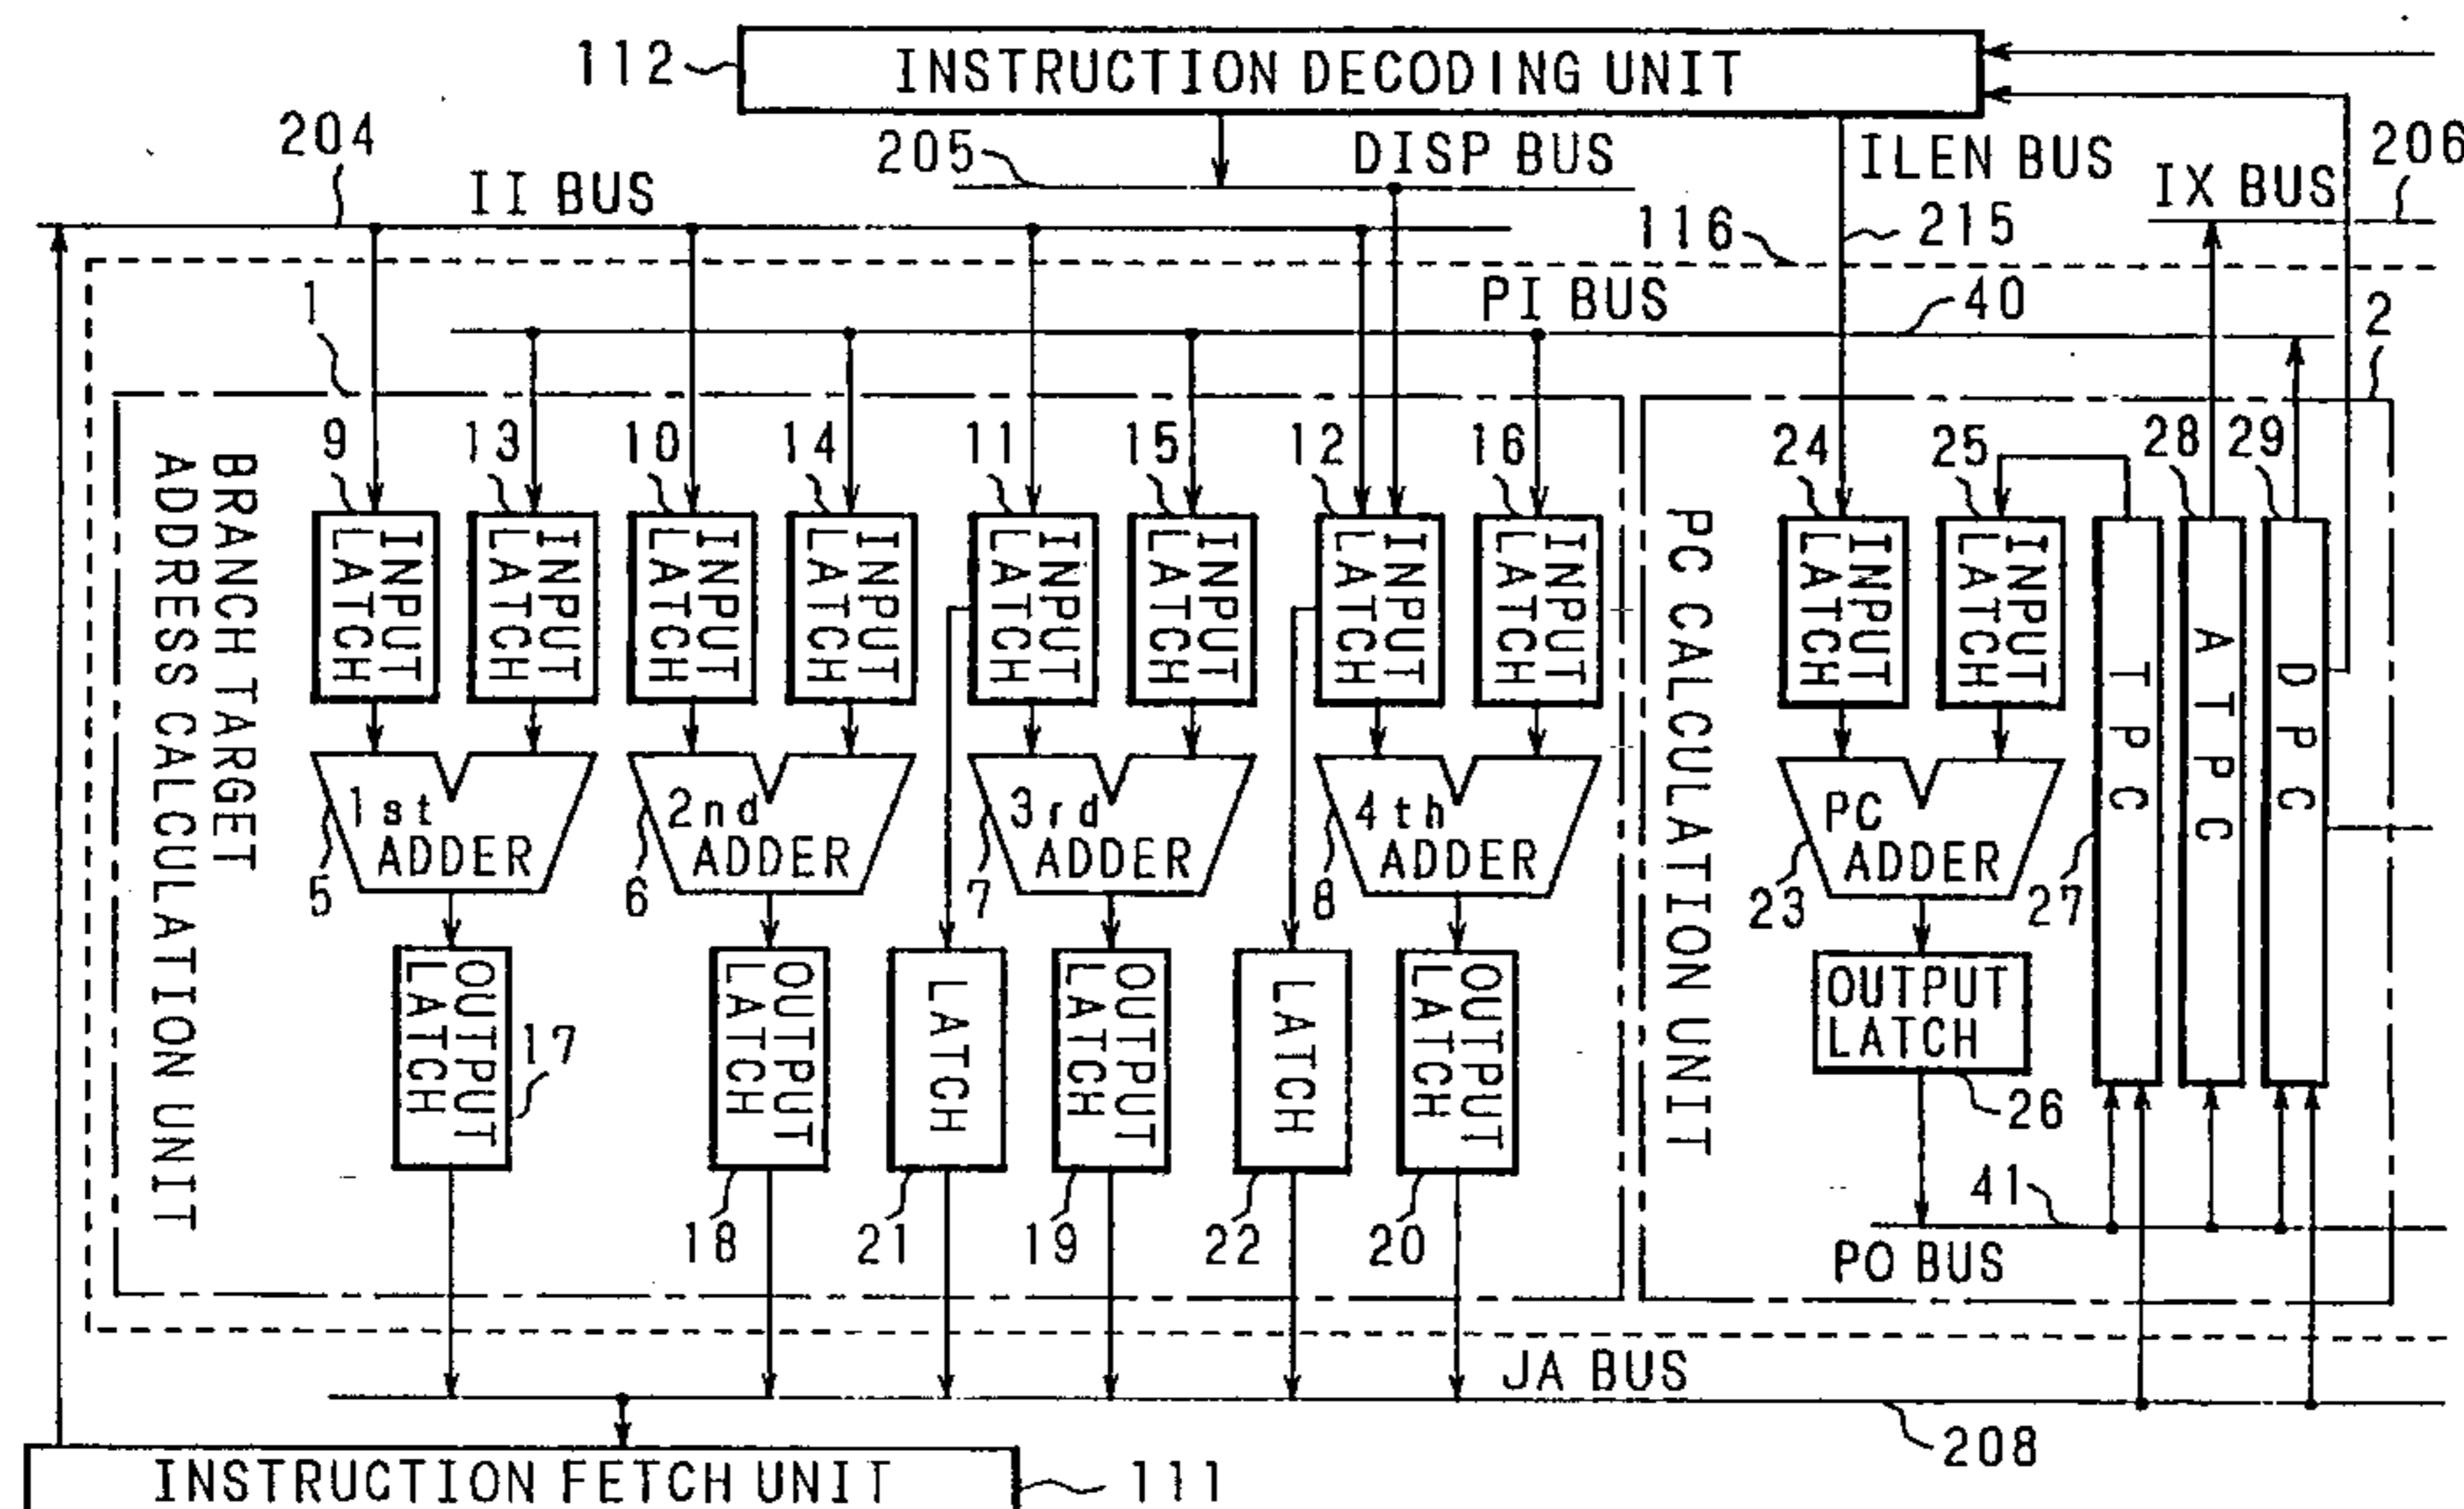 112
INSTRUCTION DECODING UNIT
204
205
DISP BUS
ILEN BUS
206
II BUS
IX BUS
116
215
1
PI BUS
40
2
BRANCH TARGET
ADDRESS CALCULATION UNIT
9
13
10
14
11
15
12
16
PC CALCULATION UNIT
24
25
28
29
INPUT
LATCH
INPUT
LATCH
INPUT
LATCH
INPUT
LATCH
INPUT
LATCH
INPUT
LATCH
INPUT
LATCH
INPUT
LATCH
INPUT
LATCH
INPUT
LATCH
TPC
ATPC
DPC
1st
ADDER
2nd
ADDER
3rd
ADDER
4th
ADDER
PC
ADDER
5
6
7
8
23
27
OUTPUT
LATCH
17
OUTPUT
LATCH
LATCH
OUTPUT
LATCH
LATCH
OUTPUT
LATCH
OUTPUT
LATCH
26
18
21
19
22
20
41
PO BUS
JA BUS
208
INSTRUCTION FETCH UNIT
111